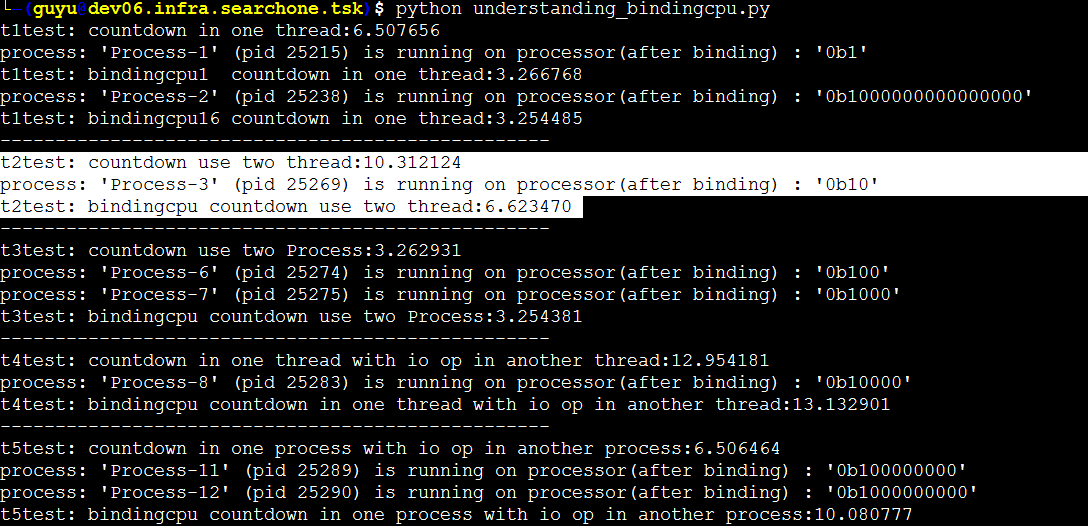 └─(guyu@dev06.infra.searchone.tsk)$ python understanding_bindingcpu.py
t1test: countdown in one thread:6.507656
process: 'Process-1' (pid 25215) is running on processor(after binding) : '0b1'
t1test: bindingcpu1  countdown in one thread:3.266768
process: 'Process-2' (pid 25238) is running on processor(after binding) : '0b1000000000000000'
t1test: bindingcpu16 countdown in one thread:3.254485
--------------------------------------------------
t2test: countdown use two thread:10.312124
process: 'Process-3' (pid 25269) is running on processor(after binding) : '0b10'
t2test: bindingcpu countdown use two thread:6.623470
--------------------------------------------------
t3test: countdown use two Process:3.262931
process: 'Process-6' (pid 25274) is running on processor(after binding) : '0b100'
process: 'Process-7' (pid 25275) is running on processor(after binding) : '0b1000'
t3test: bindingcpu countdown use two Process:3.254381
--------------------------------------------------
t4test: countdown in one thread with io op in another thread:12.954181
process: 'Process-8' (pid 25283) is running on processor(after binding) : '0b10000'
t4test: bindingcpu countdown in one thread with io op in another thread:13.132901
--------------------------------------------------
t5test: countdown in one process with io op in another process:6.506464
process: 'Process-11' (pid 25289) is running on processor(after binding) : '0b100000000'
process: 'Process-12' (pid 25290) is running on processor(after binding) : '0b1000000000'
t5test: bindingcpu countdown in one process with io op in another process:10.080777